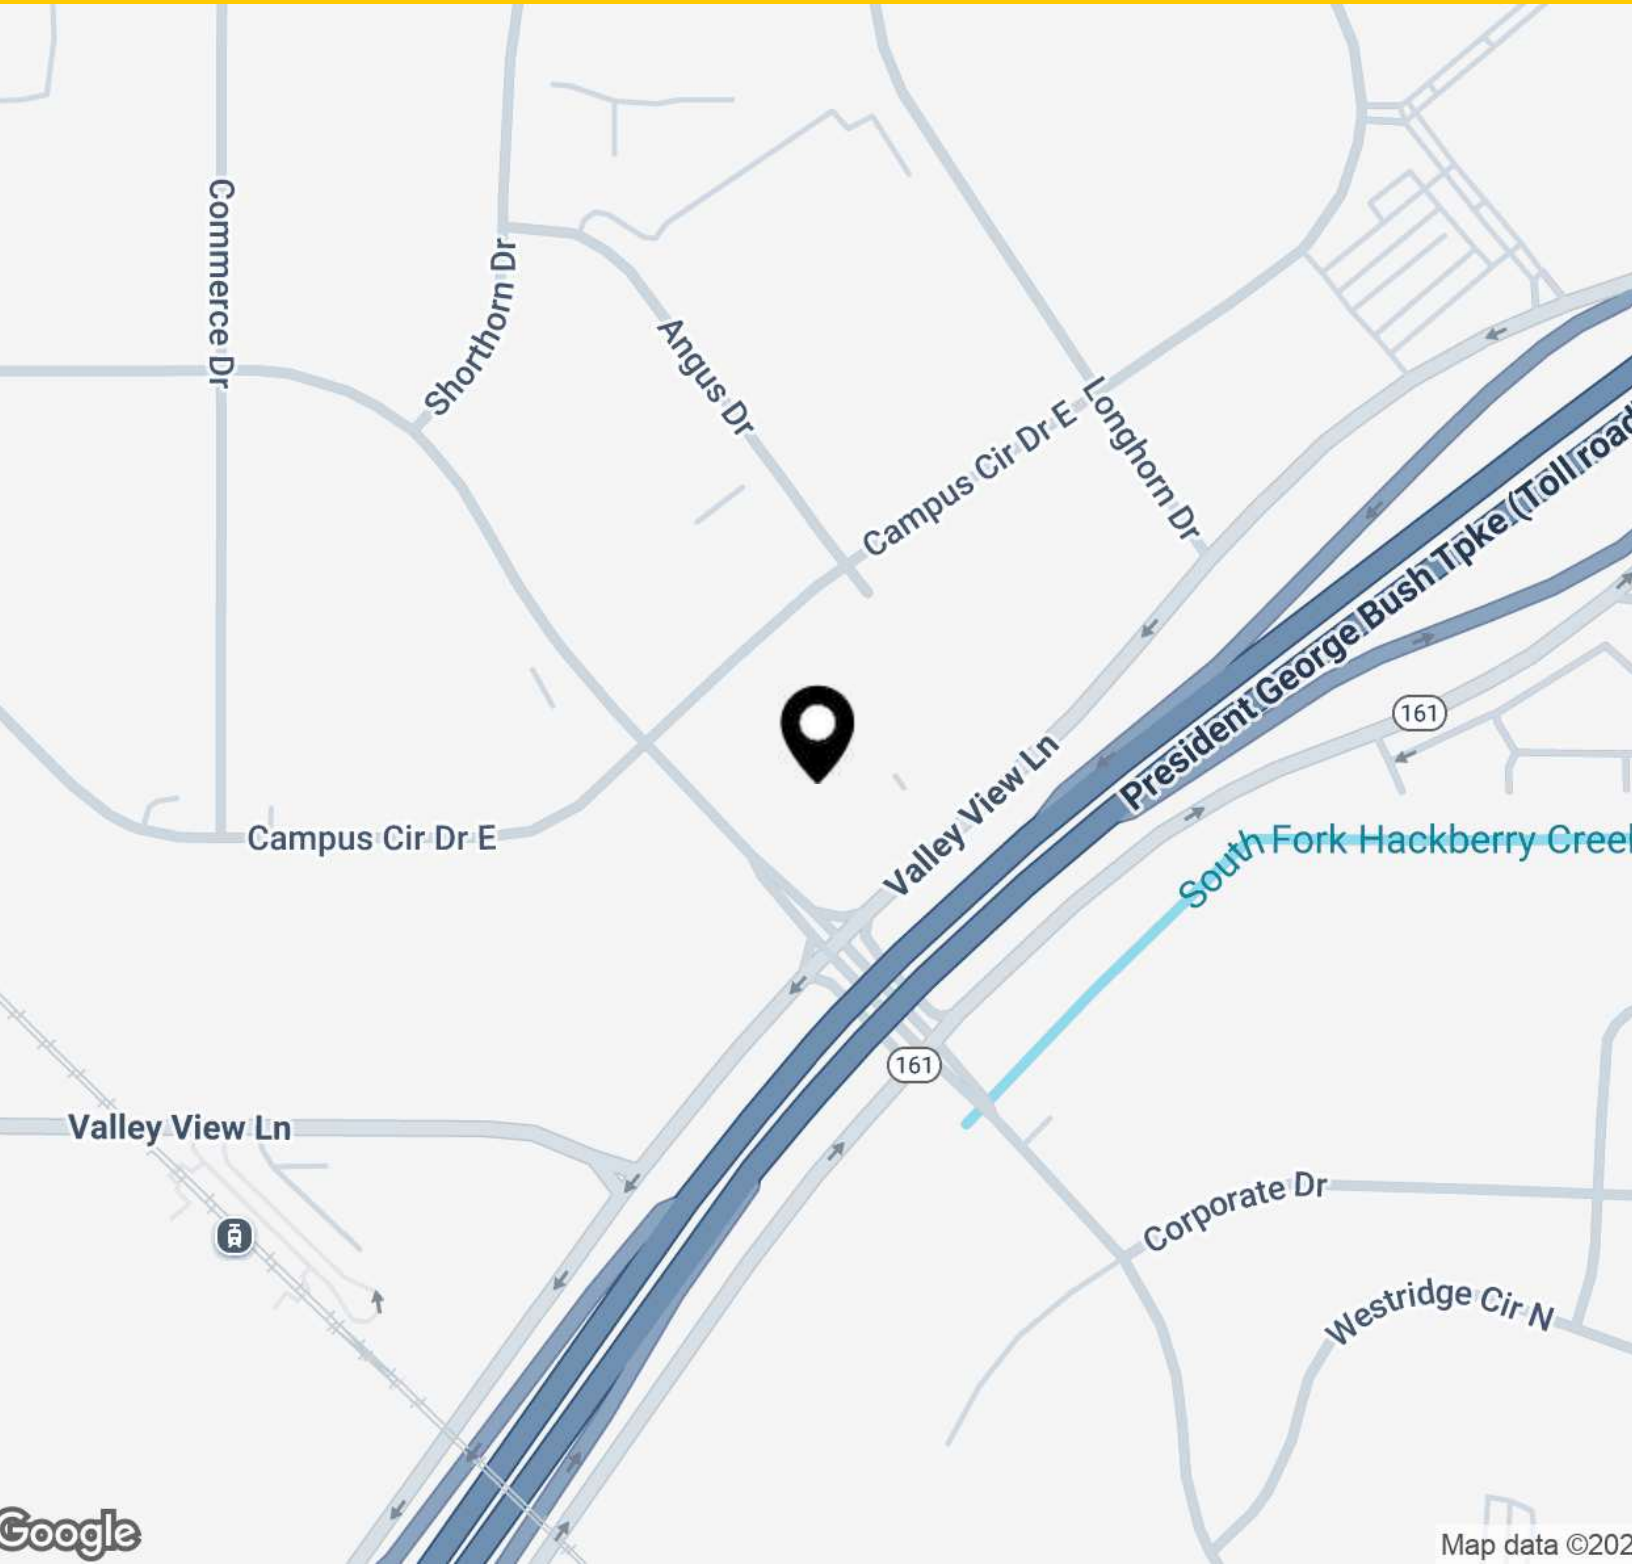 Commerce Dr
Shorthorn Dr
Angus Dr
Campus Cir Dr E
Longhorn Dr
President George Bush Tpke (Toll road
161
Valley View Ln
Campus Cir Dr E
South Fork Hackberry Creek
161
Valley View Ln
Corporate Dr
Westridge Cir N
Google
Map data ©202